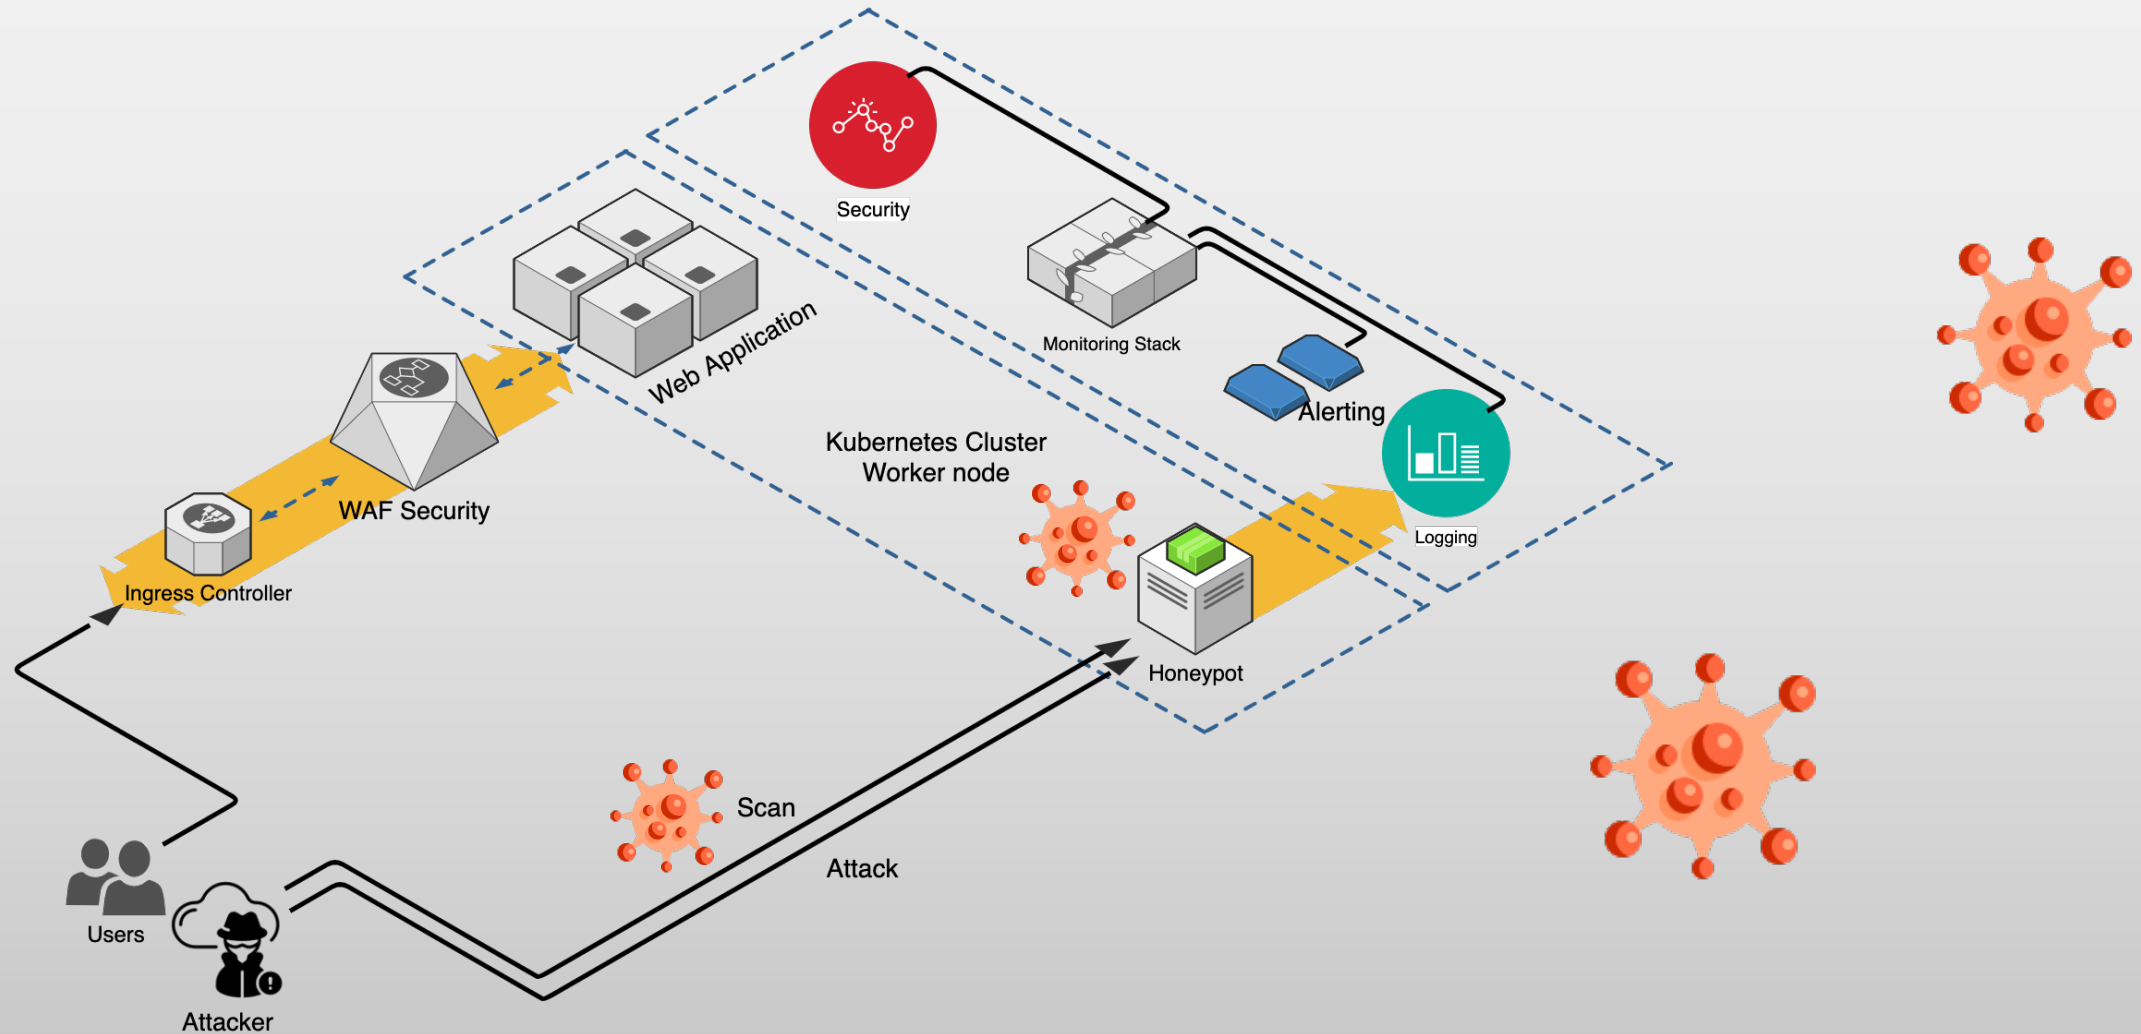 Security
Monitoring Stack
Web Application
Alerting
Kubernetes Cluster
Worker node
WAF Security
Logging
Ingress Controller
Honeypot
Scan
Attack
Users
Attacker